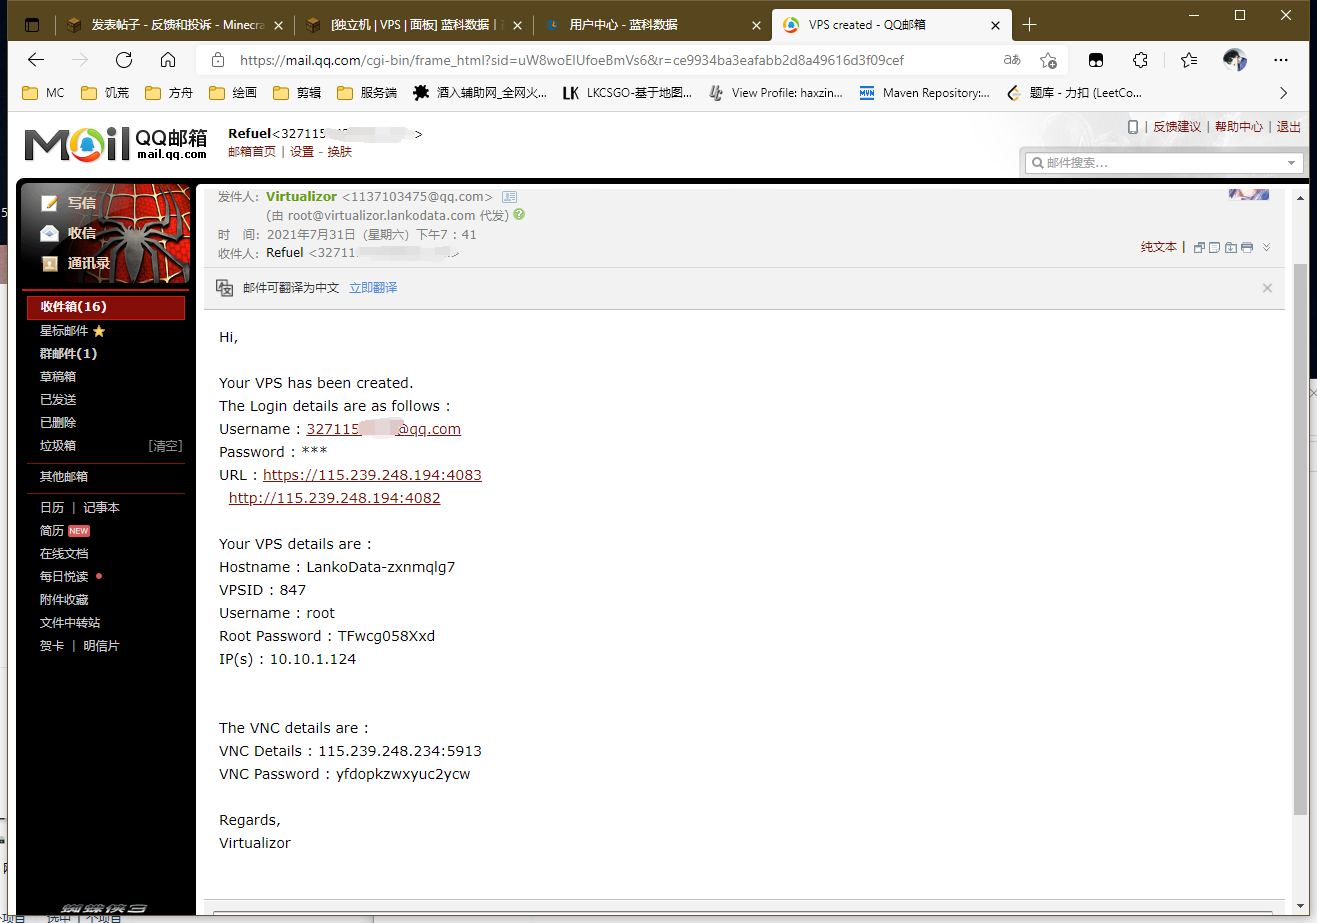 发表帖子 - 反馈和投诉 - Minecra
[独立机 | VPS | 面板] 蓝科数据 |
用户中心 - 蓝科数据
VPS created - QQ邮箱
https://mail.qq.com/cgi-bin/frame_html?sid=uW8woElUfoeBmVs6&r=ce9934ba3eafabb2d8a49616d3f09cef
MC
饥荒
方舟
绘画
剪辑
服务端
酒入辅助网_全网火...
LKCSGO-基于地图...
View Profile: haxzin...
Maven Repository:...
题库 - 力扣 (LeetCo...
Mail QQ邮箱
mail.qq.com
Refuel<327115 >
邮箱首页 | 设置 - 换肤
反馈建议 | 帮助中心 | 退出
邮件搜索...
写信
收信
通讯录
收件箱(16)
星标邮件
群邮件(1)
草稿箱
已发送
已删除
垃圾箱 [清空]
其他邮箱
日历 | 记事本
简历 NEW
在线文档
每日悦读
附件收藏
文件中转站
贺卡 | 明信片
蜘蛛侠3
发件人: Virtualizor <1137103475@qq.com>
(由 root@virtualizor.lankodata.com 代发)
时 间: 2021年7月31日 (星期六) 下午7:41
收件人: Refuel <32711 >
纯文本 |
邮件可翻译为中文 立即翻译
Hi,
Your VPS has been created.
The Login details are as follows :
Username : 327115 @qq.com
Password : ***
URL : https://115.239.248.194:4083
http://115.239.248.194:4082
Your VPS details are :
Hostname : LankoData-zxnmqlg7
VPSID : 847
Username : root
Root Password : TFwcg058Xxd
IP(s) : 10.10.1.124
The VNC details are :
VNC Details : 115.239.248.234:5913
VNC Password : yfdopkzwxyuc2ycw
Regards,
Virtualizor